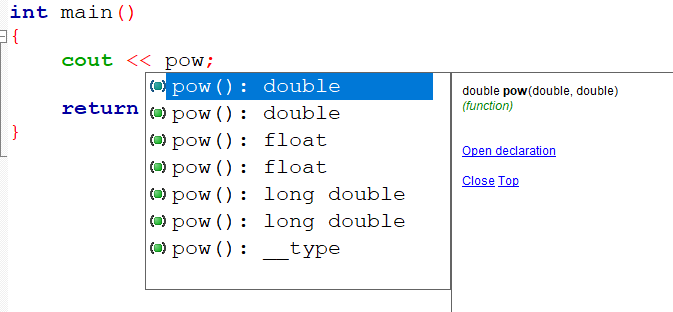 int main()
{
cout << pow;
pow(): double
pow(): double
pow(): float
pow(): float
pow(): long double
pow(): long double
pow(): __type
return
}
double pow(double, double)
(function)
Open declaration
Close Top